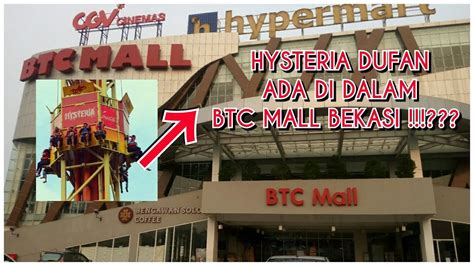 CGV CINEMAS
hypermart
BTC MALL
HYSTERIA DUFAN
ADA DI DALAM
BTC MALL BEKASI !!!???
HYSTERIA
BTC Mall
BENGAWAN SOLO
COFFEE